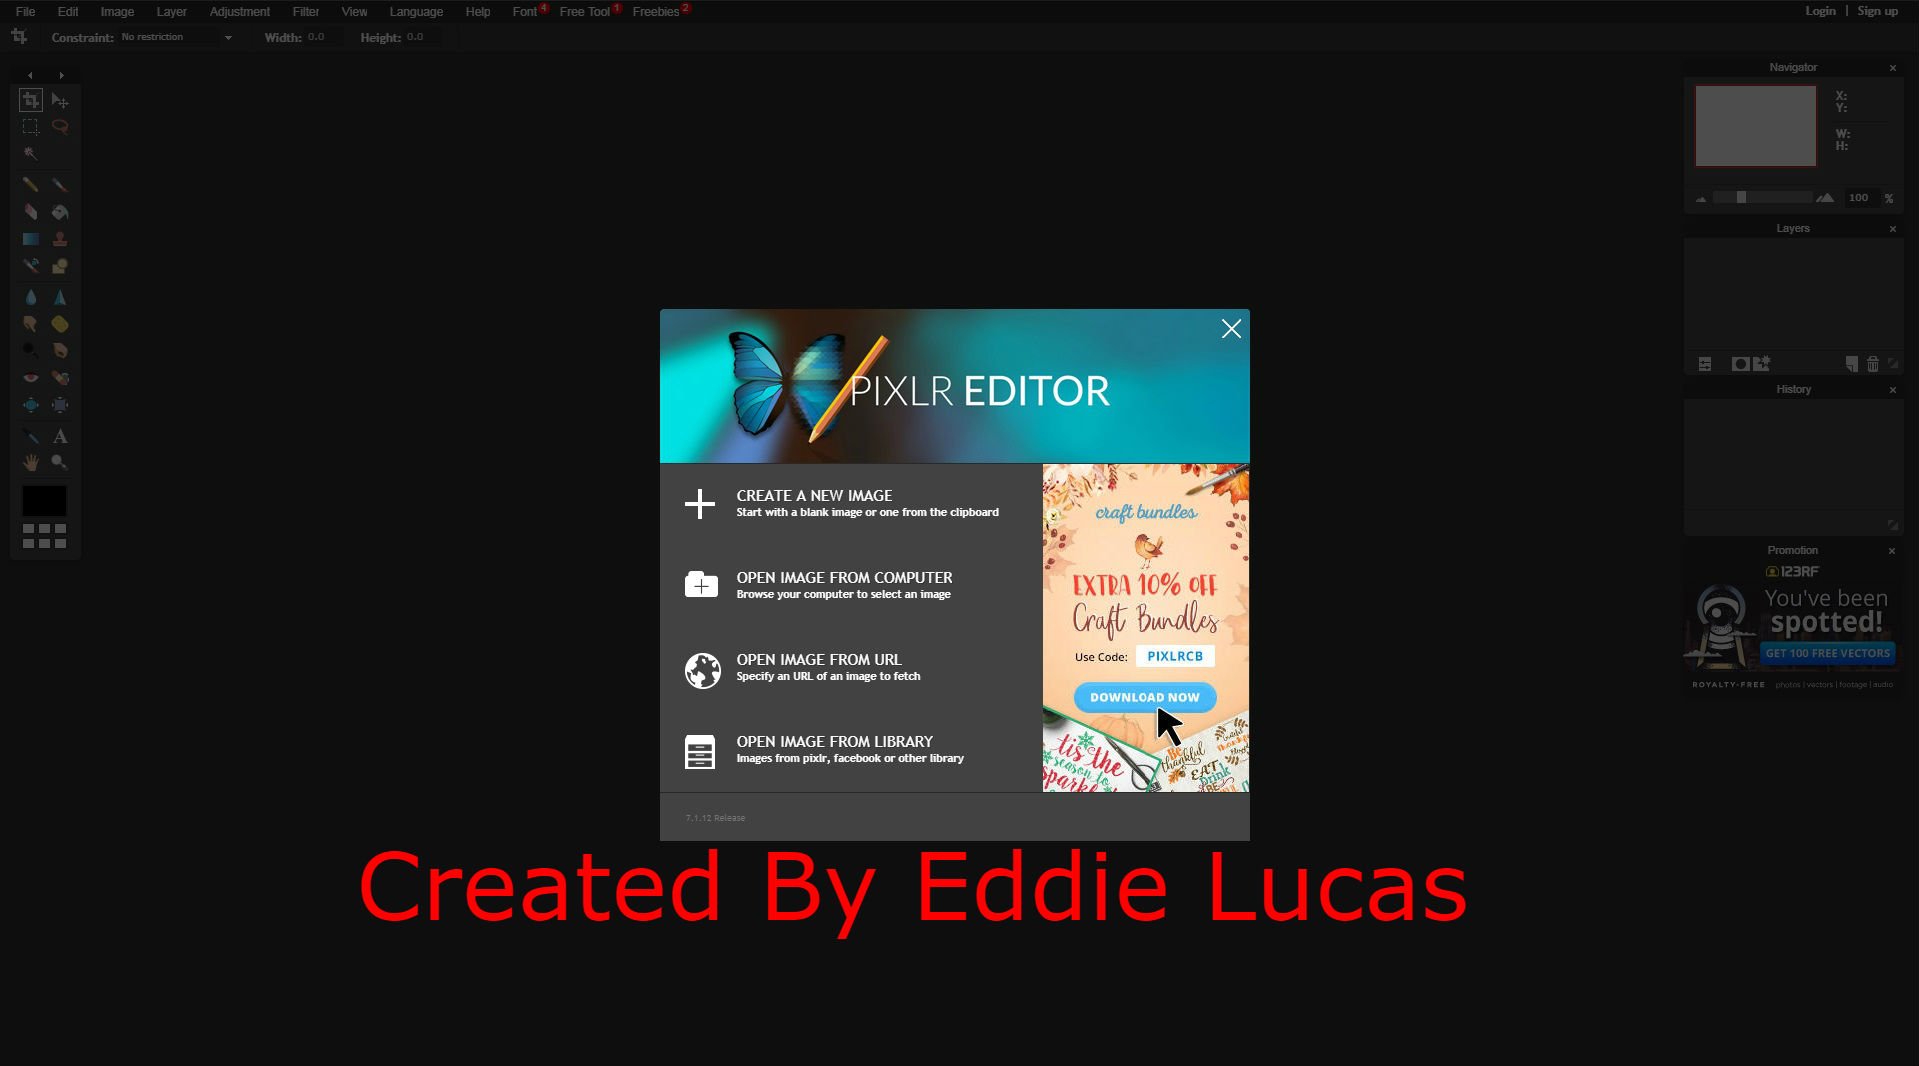 File Edit Image Layer Adjustment Filter View Language Help Font 4 Free Tool 1 Freebies 2 Login | Sign up
Constraint: No restriction Width: 0.0 Height: 0.0
Navigator
X:
Y:
W:
H:
100 %
Layers
History
Promotion
123RF
You've been
spotted!
GET 100 FREE VECTORS
ROYALTY-FREE photos | vectors | footage | audio
PIXLR EDITOR
CREATE A NEW IMAGE
Start with a blank image or one from the clipboard
OPEN IMAGE FROM COMPUTER
Browse your computer to select an image
OPEN IMAGE FROM URL
Specify an URL of an image to fetch
OPEN IMAGE FROM LIBRARY
Images from pixlr, facebook or other library
craft bundles
EXTRA 10% OFF
Craft Bundles
Use Code: PIXLRCB
DOWNLOAD NOW
'tis the
season to
sparkl
Be
thankful
EAT
Drink
BE
7.1.12 Release
Created By Eddie Lucas